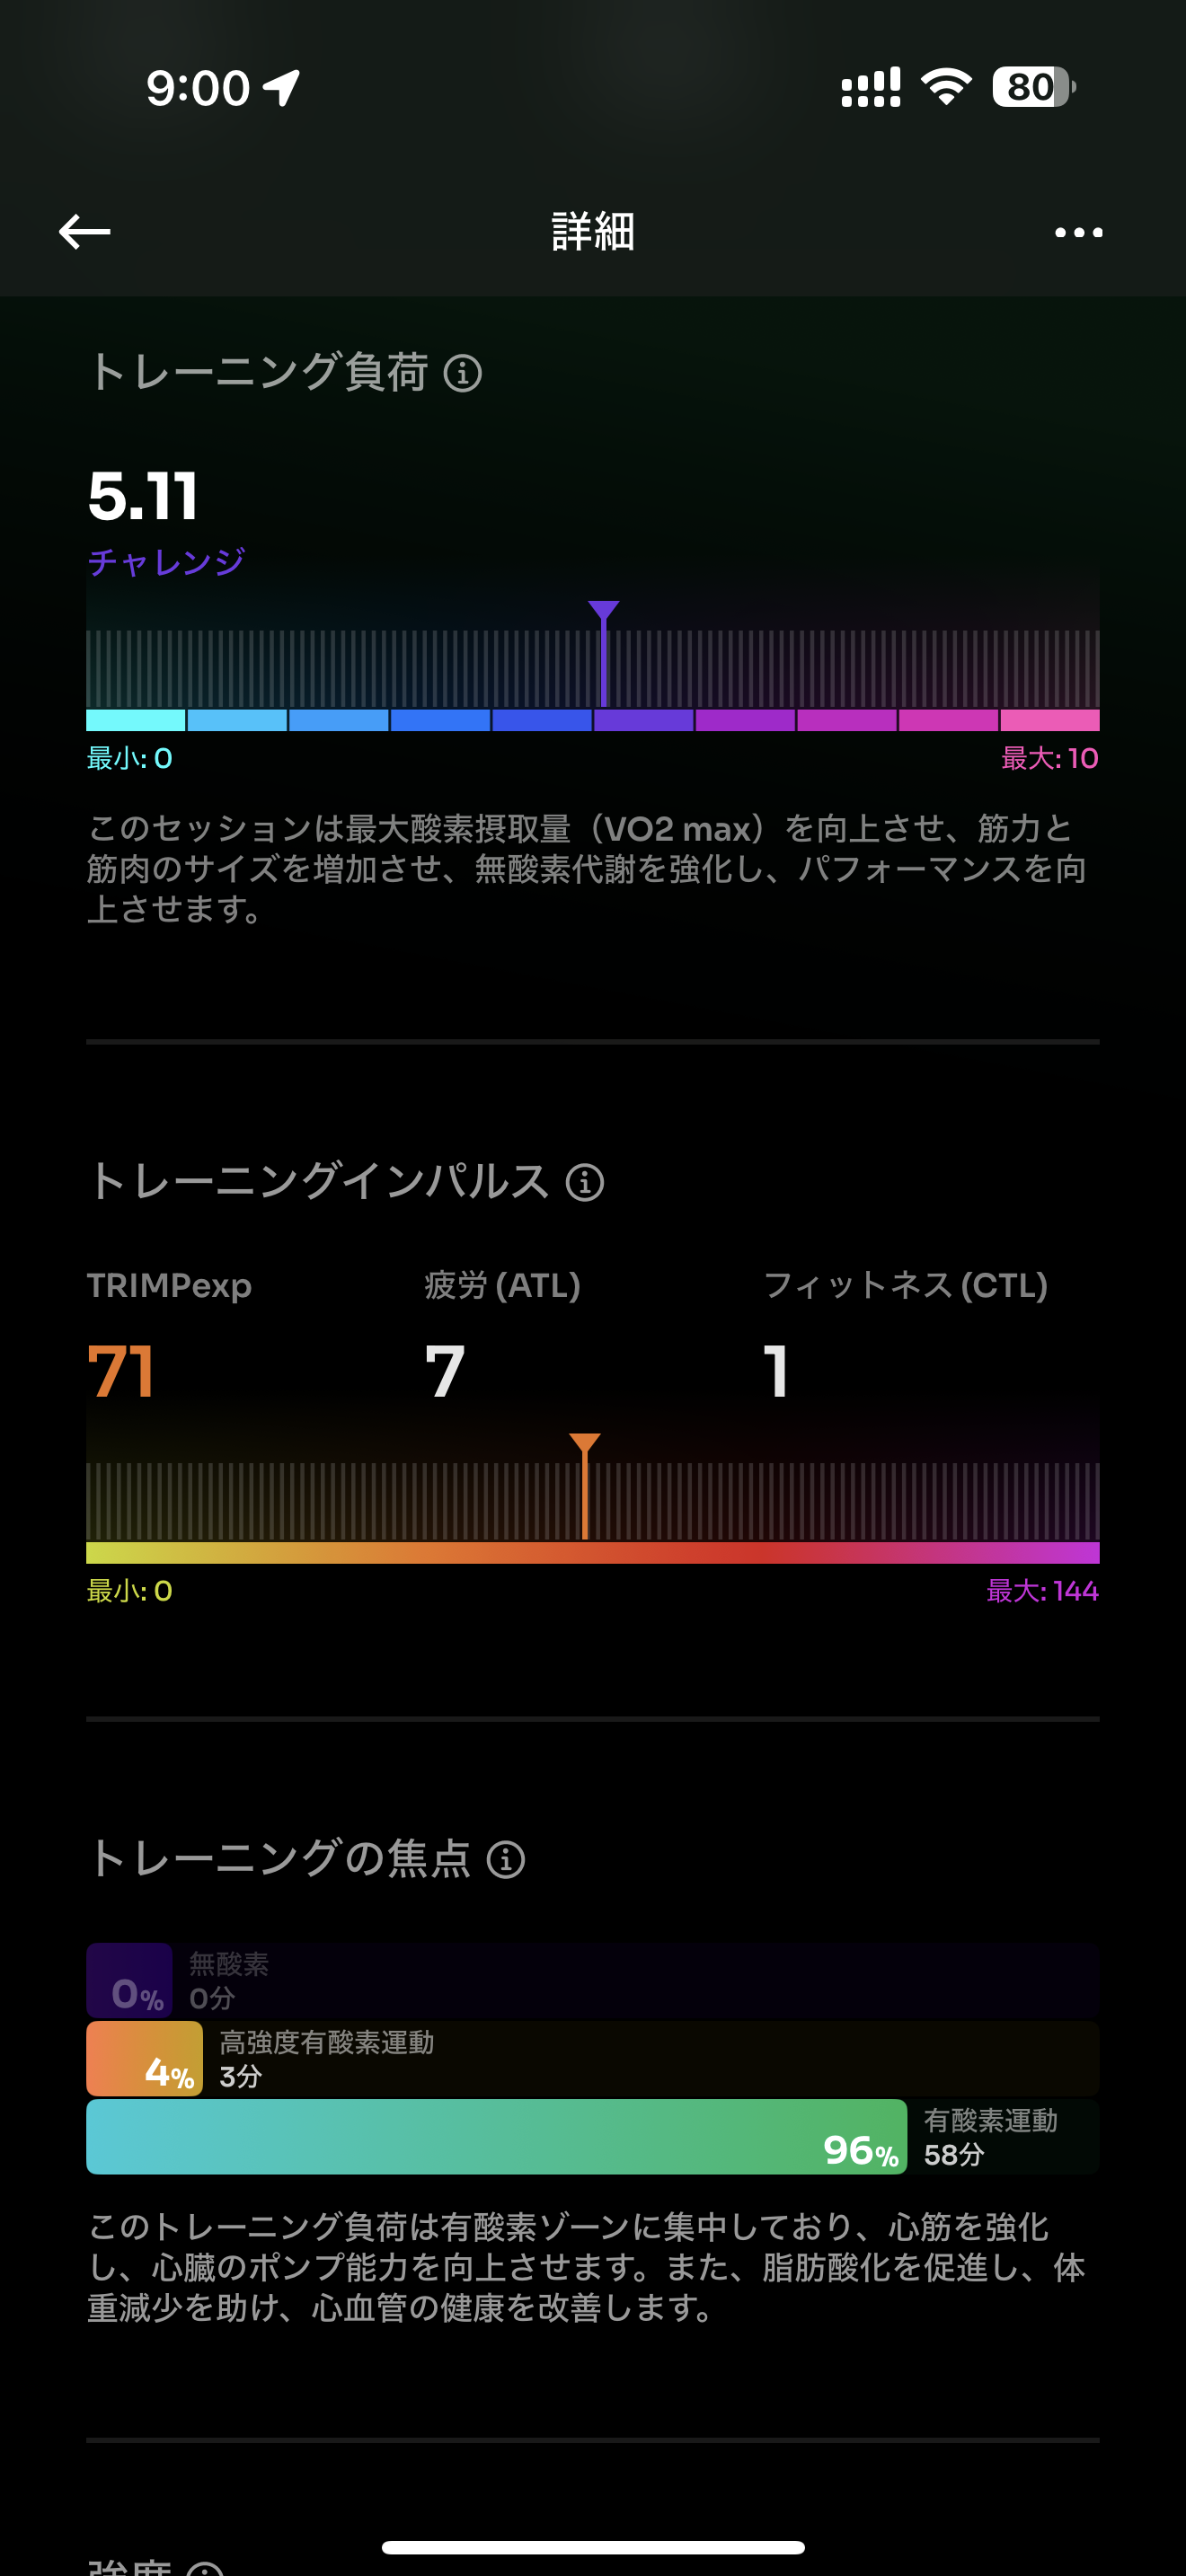 9:00
80
詳細
トレーニング負荷
5.11
チャレンジ
最小: 0
最大: 10
このセッションは最大酸素摂取量（VO2 max）を向上させ、筋力と
筋肉のサイズを増加させ、無酸素代謝を強化し、パフォーマンスを向
上させます。
トレーニングインパルス
TRIMPexp
疲労 (ATL)
フィットネス (CTL)
71
7
1
最小: 0
最大: 144
トレーニングの焦点
0%
無酸素
0分
4%
高強度有酸素運動
3分
96%
有酸素運動
58分
このトレーニング負荷は有酸素ゾーンに集中しており、心筋を強化
し、心臓のポンプ能力を向上させます。また、脂肪酸化を促進し、体
重減少を助け、心血管の健康を改善します。
強度